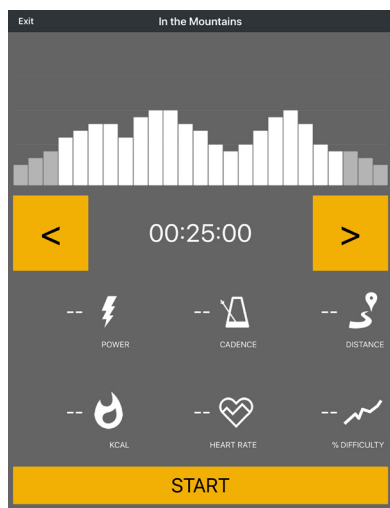 Exit In the Mountains
< 00:25:00 >
-- -- --
POWER CADENCE DISTANCE
-- -- --
KCAL HEART RATE % DIFFICULTY
START